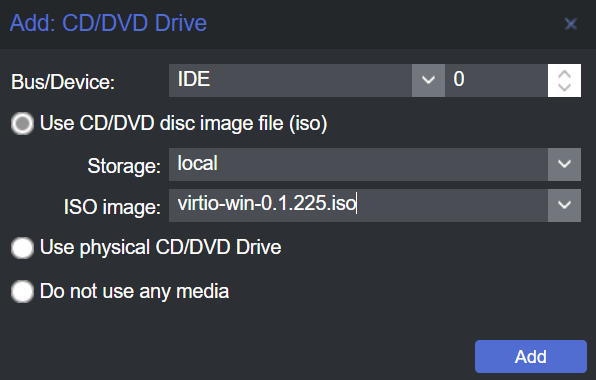 Add: CD/DVD Drive
Bus/Device: IDE 0
Use CD/DVD disc image file (iso)
Storage: local
ISO image: virtio-win-0.1.225.iso
Use physical CD/DVD Drive
Do not use any media
Add